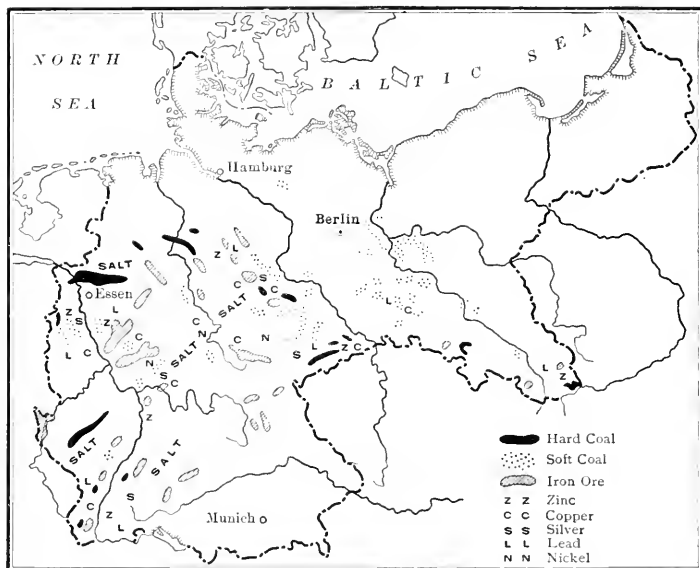 NORTH
SEA
BALTIC SEA
Hamburg
Berlin
SALT
Essen
Z L
C S
C
SALT
Z
S
L
Z
C
N
L C
L C
C
N
SALT
S
C
C N
S L Z C
L
Z
Z
SALT
SALT
L
C
S
Z
L
Munich
Hard Coal
Soft Coal
Iron Ore
Z Z Zinc
C C Copper
S S Silver
L L Lead
N N Nickel